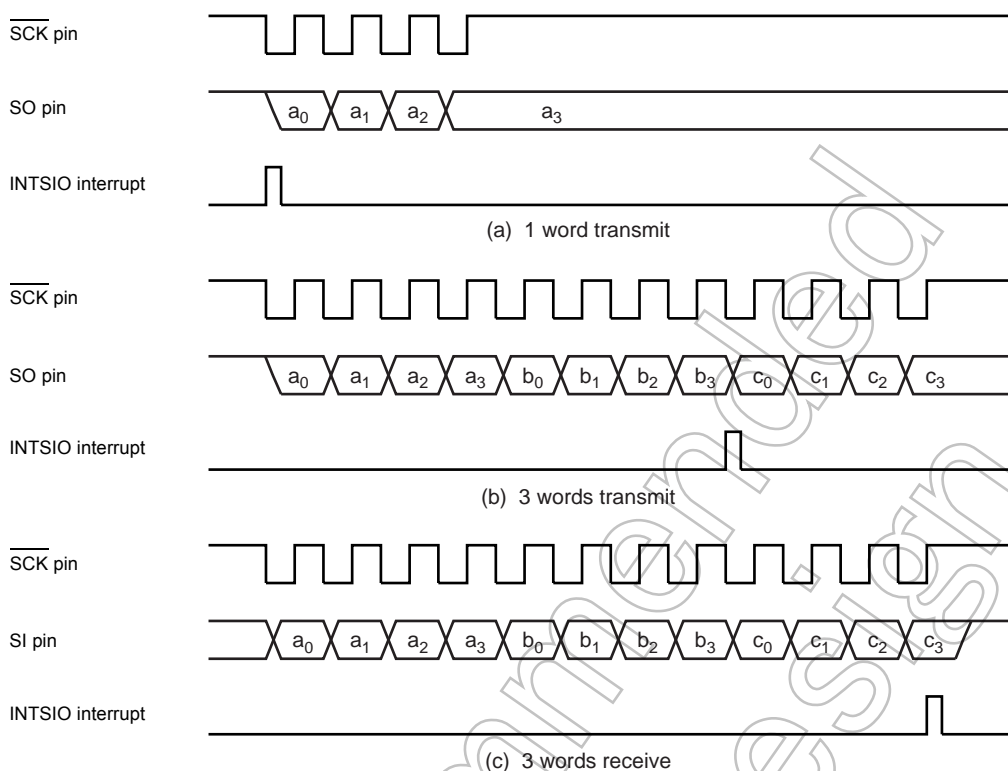 SCK pin
SO pin
a0 a1 a2 a3
INTSIO interrupt
(a) 1 word transmit
SCK pin
SO pin
a0 a1 a2 a3 b0 b1 b2 b3 c0 c1 c2 c3
INTSIO interrupt
(b) 3 words transmit
SCK pin
SI pin
a0 a1 a2 a3 b0 b1 b2 b3 c0 c1 c2 c3
INTSIO interrupt
(c) 3 words receive